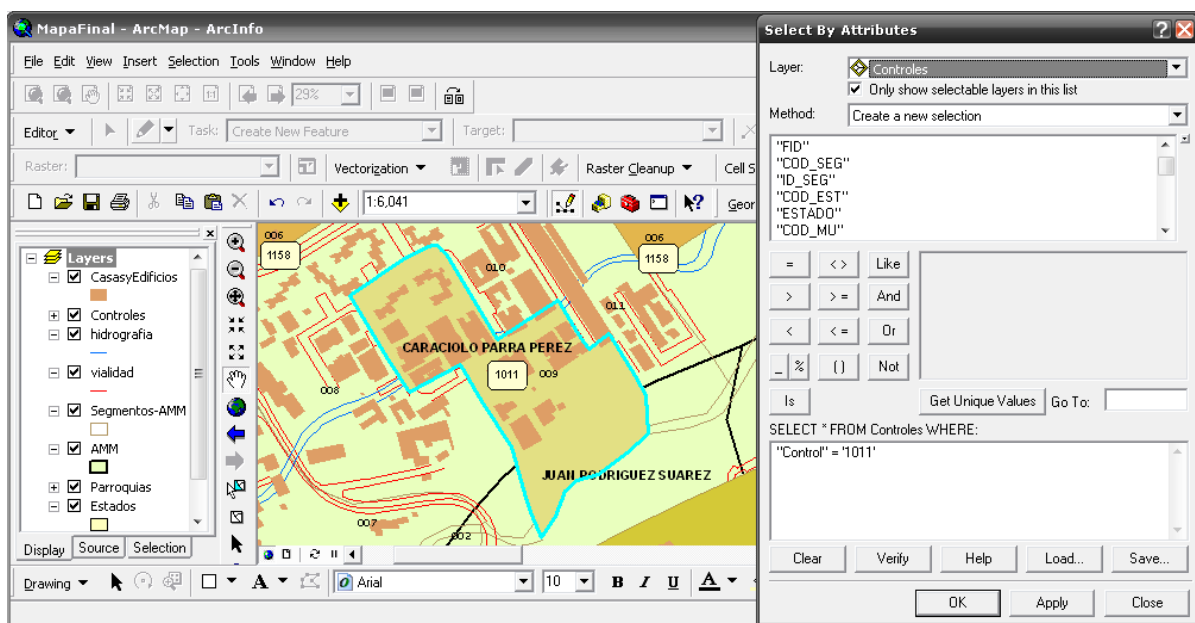 MapaFinal - ArcMap - ArcInfo
File Edit View Insert Selection Tools Window Help
1:1
29%
Editor Task: Create New Feature Target:
Raster: Vectorization Raster Cleanup Cell S
1:6,041 Geor
Layers
CasasyEdificios
Controles
hidrografia
vialidad
Segmentos-AMM
AMM
Parroquias
Estados
Display Source Selection
006
1158
010
006
1158
011
CARACIOLO PARRA PEREZ
1011 009
008
JUAN RODRIGUEZ SUAREZ
007
002
Drawing A Arial 10 B I U A
Select By Attributes
Layer: Controles
Only show selectable layers in this list
Method: Create a new selection
"FID"
"COD_SEG"
"ID_SEG"
"COD_EST"
"ESTADO"
"COD_MU"
= < > Like
> > = And
< < = Or
_ % ( ) Not
Is Get Unique Values Go To:
SELECT * FROM Controles WHERE:
"Control" = '1011'
Clear Verify Help Load... Save...
OK Apply Close